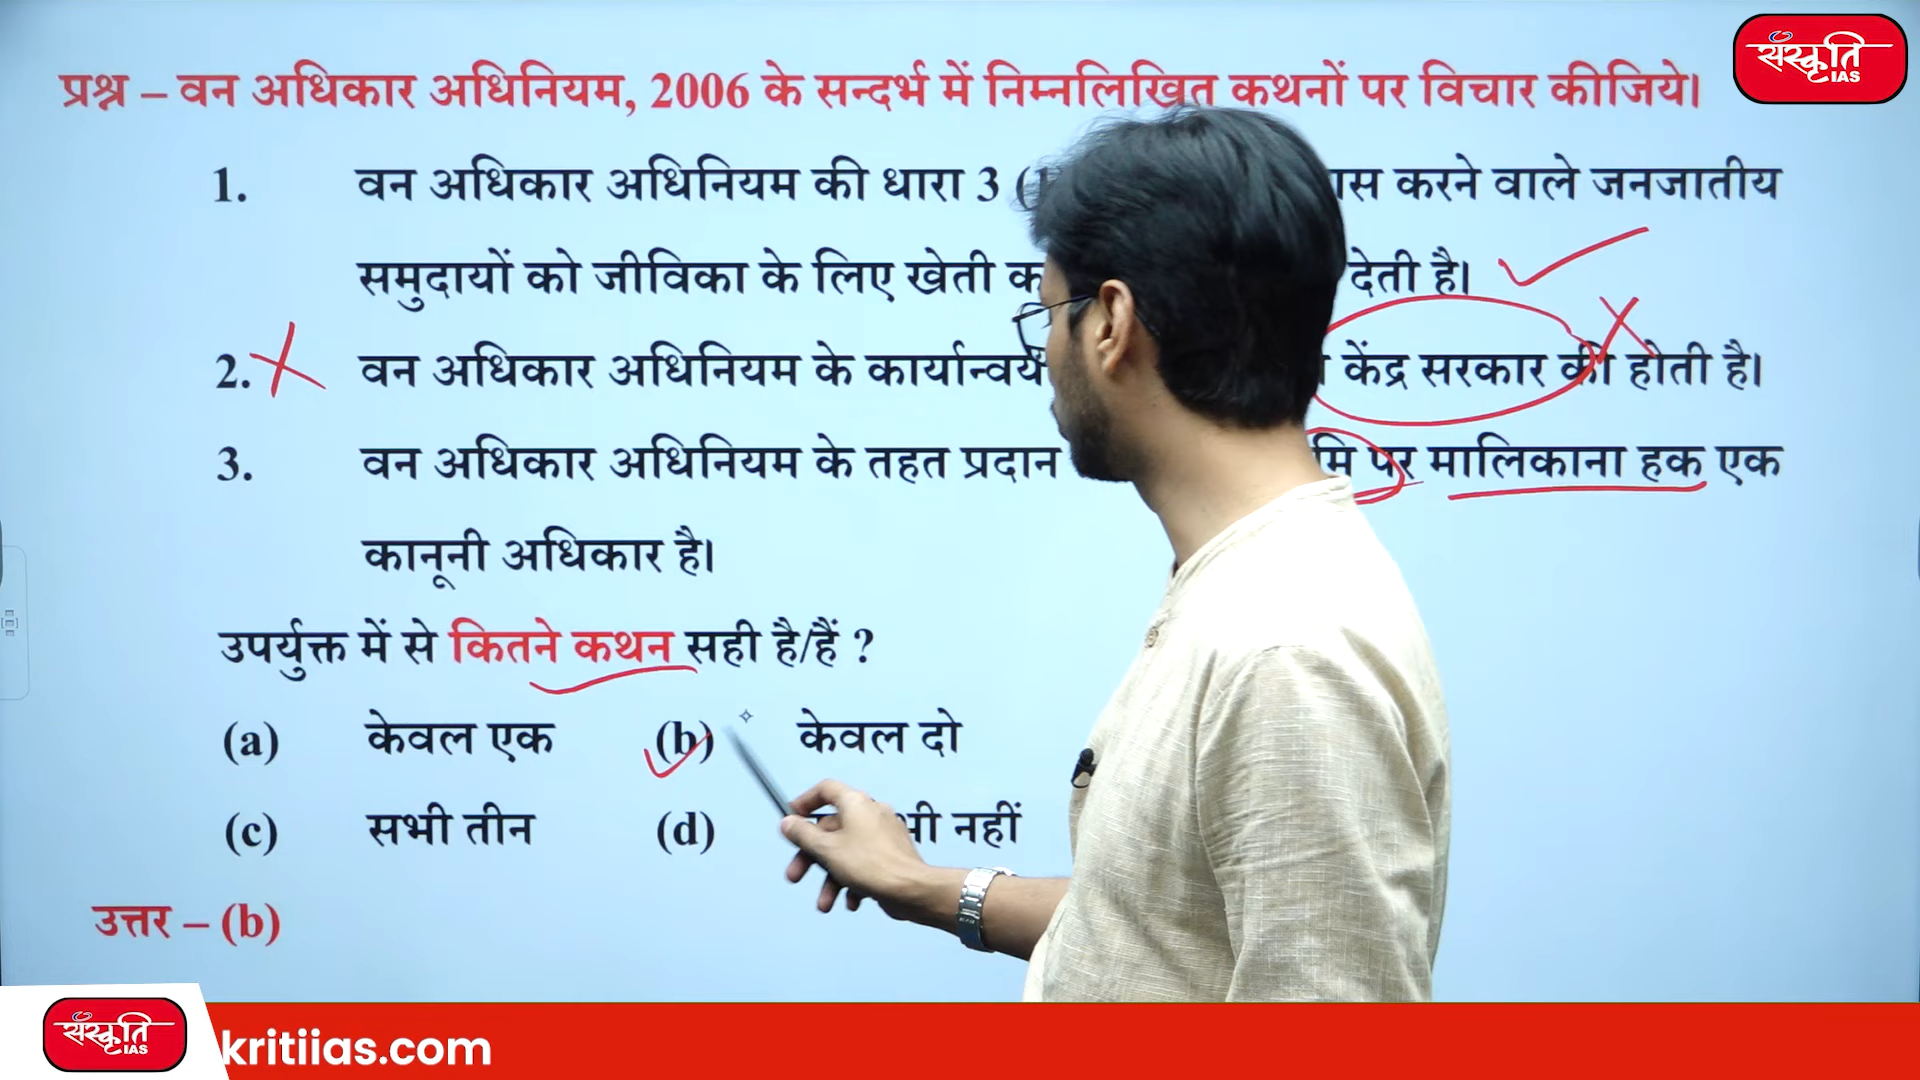 संस्कृति IAS
प्रश्न – वन अधिकार अधिनियम, 2006 के सन्दर्भ में निम्नलिखित कथनों पर विचार कीजिये।
1. वन अधिकार अधिनियम की धारा 3 करने वाले जनजातीय
समुदायों को जीविका के लिए खेती देती है।
2. वन अधिकार अधिनियम के केंद्र सरकार की होती है।
3. वन अधिकार अधिनियम के तहत प्रदान पर मालिकाना हक एक
कानूनी अधिकार है।
उपर्युक्त में से कितने कथन सही है/हैं ?
(a) केवल एक (b) केवल दो
(c) सभी तीन (d) नहीं
उत्तर – (b)
संस्कृति IAS
kritiias.com